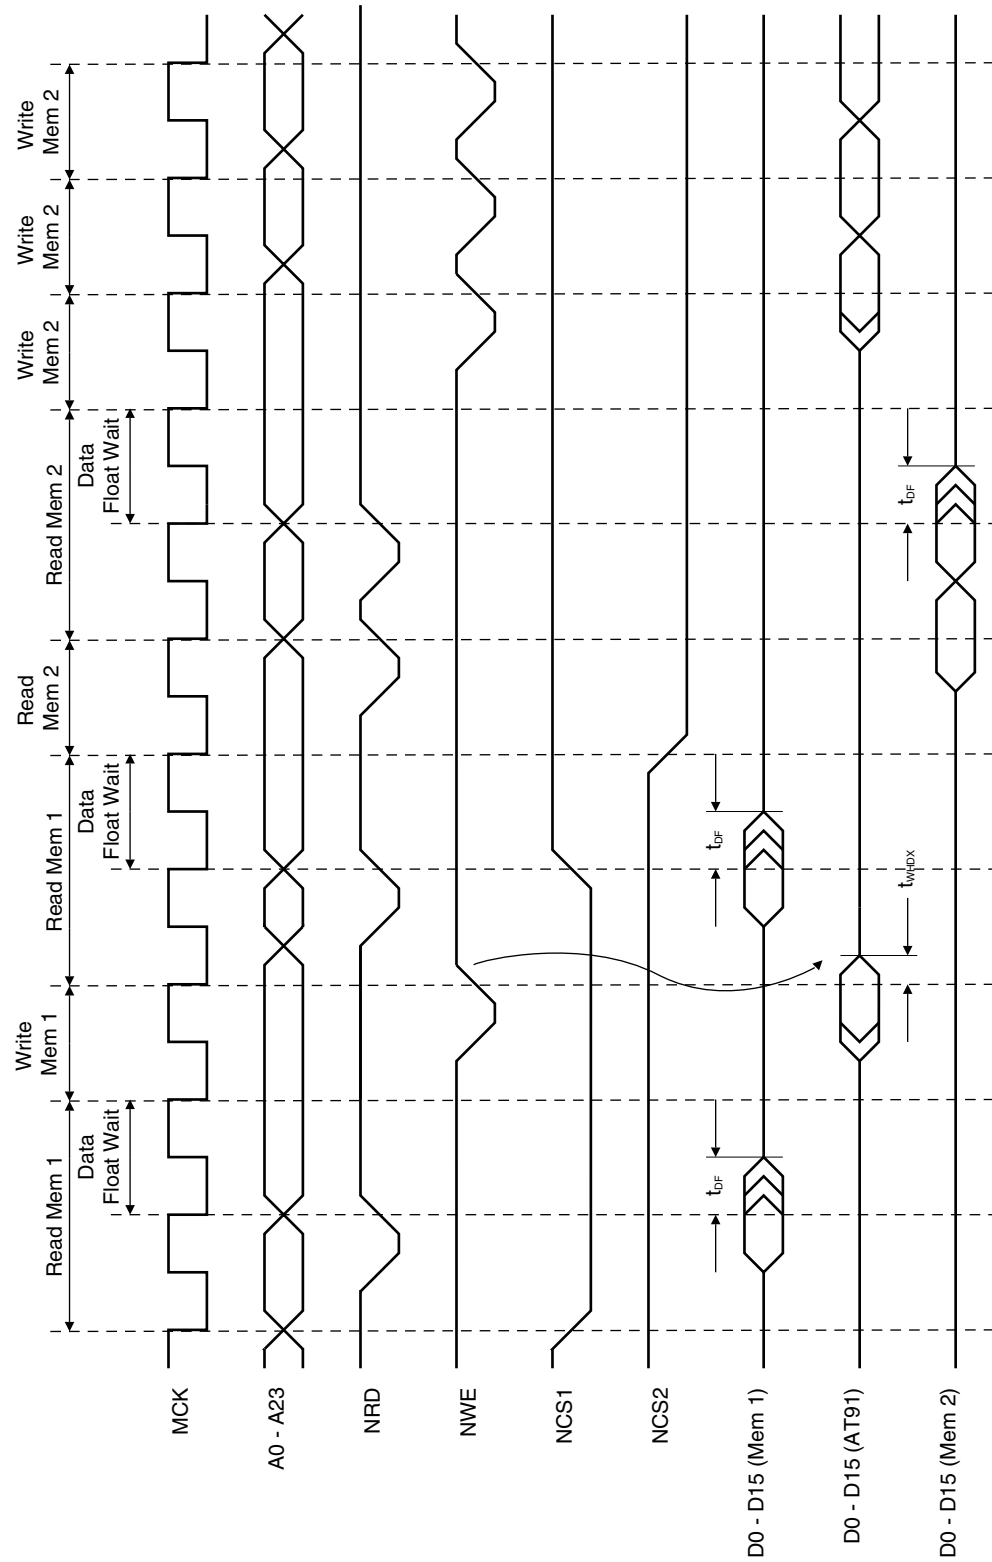 Read Mem 1
Write
Mem 1
Read Mem 1
Read
Mem 2
Read Mem 2
Write
Mem 2
Write
Mem 2
Write
Mem 2
Data
Float Wait
Data
Float Wait
Data
Float Wait
MCK
A0 - A23
NRD
NWE
NCS1
NCS2
tDF
tDF
D0 - D15 (Mem 1)
D0 - D15 (AT91)
tWHDX
tDF
D0 - D15 (Mem 2)